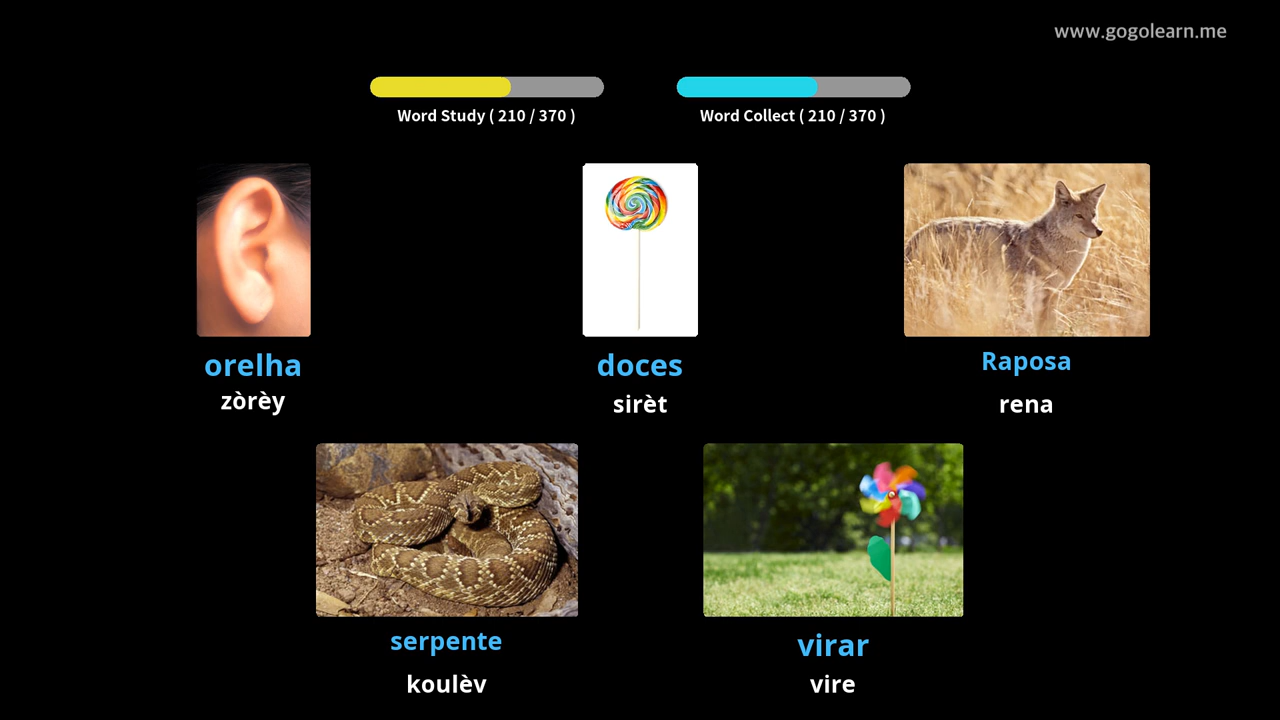 www.gogolearn.me
Word Study ( 210 / 370 )
Word Collect ( 210 / 370 )
orelha
zòrèy
doces
sirèt
Raposa
rena
serpente
koulèv
virar
vire